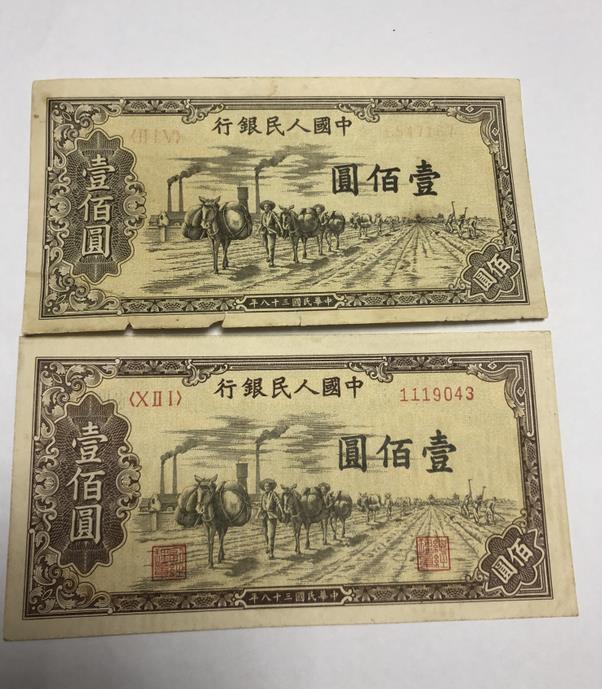 行銀民人國中
圓佰壹
壹佰圓
圓佰
年八十三國民華中
〈XII I〉
行銀民人國中
1119043
圓佰壹
壹佰圓
圓佰
年八十三國民華中